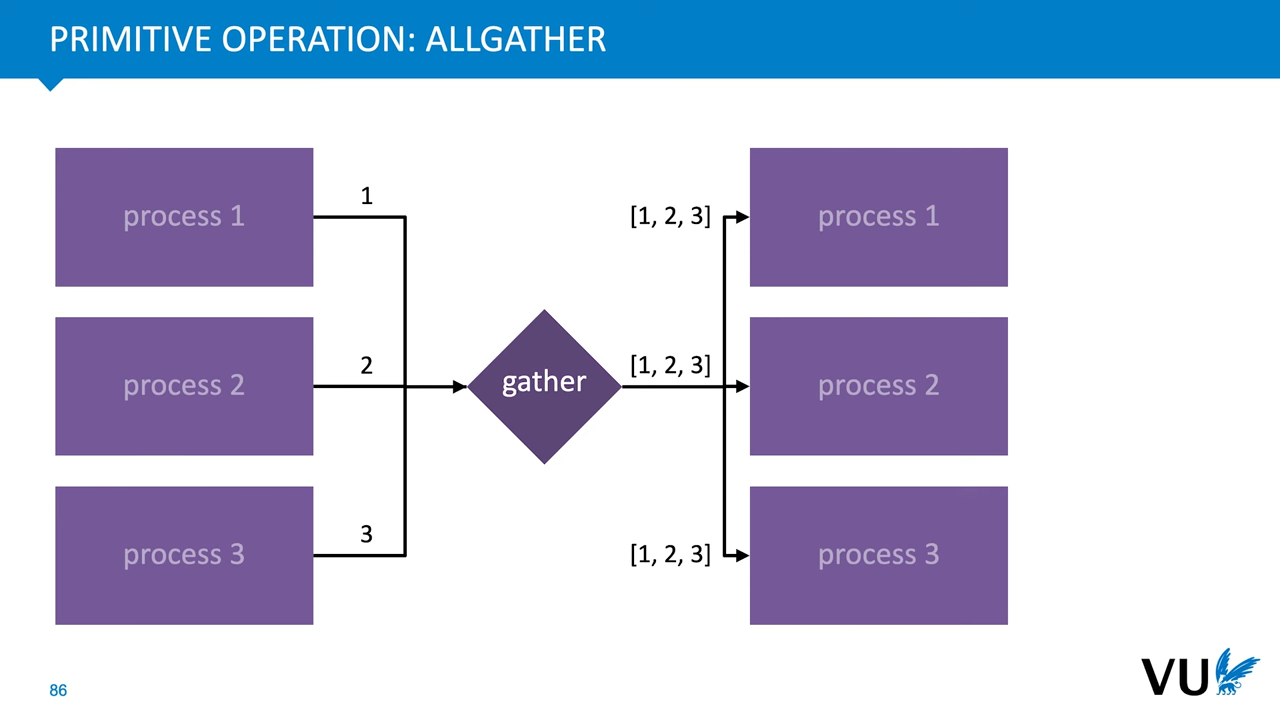 PRIMITIVE OPERATION: ALLGATHER
process 1
1
[1, 2, 3]
process 1
process 2
2
gather
[1, 2, 3]
process 2
process 3
3
[1, 2, 3]
process 3
86
VU